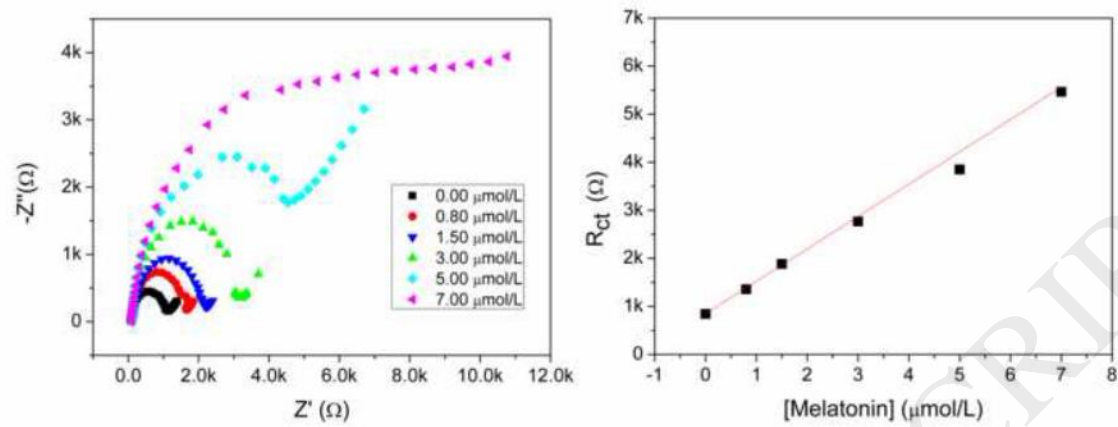 4k
3k
2k
1k
0
-Z"(Ω)
0.00 μmol/L
0.80 μmol/L
1.50 μmol/L
3.00 μmol/L
5.00 μmol/L
7.00 μmol/L
0.0 2.0k 4.0k 6.0k 8.0k 10.0k 12.0k
Z' (Ω)
7k
6k
5k
4k
3k
2k
1k
0
Rct (Ω)
-1 0 1 2 3 4 5 6 7 8
[Melatonin] (μmol/L)
CRIP